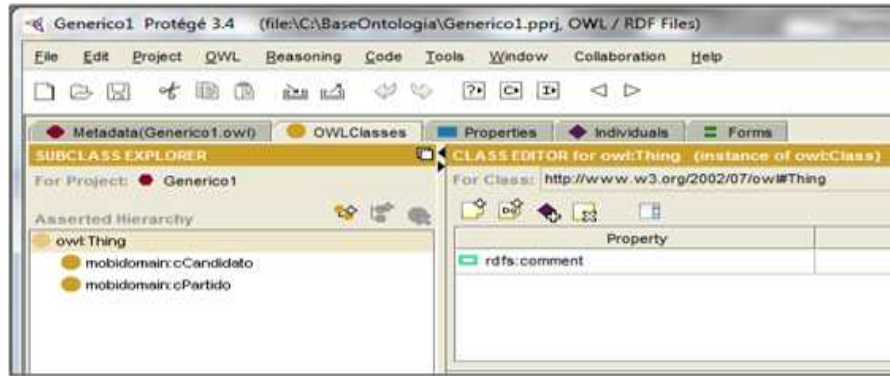 Generico1 Protégé 3.4 (file:\C:\BaseOntologia\Generico1.pprj, OWL / RDF Files)
File Edit Project OWL Reasoning Code Tools Window Collaboration Help
Metadata(Generico1.owl) OWLClasses Properties Individuals Forms
SUBCLASS EXPLORER
CLASS EDITOR for owl:Thing (instance of owl:Class)
For Project: Generico1
For Class: http://www.w3.org/2002/07/owl#Thing
Asserted Hierarchy
owl:Thing
Property
mobidomain:cCandidato
rdfs:comment
mobidomain:cPartido